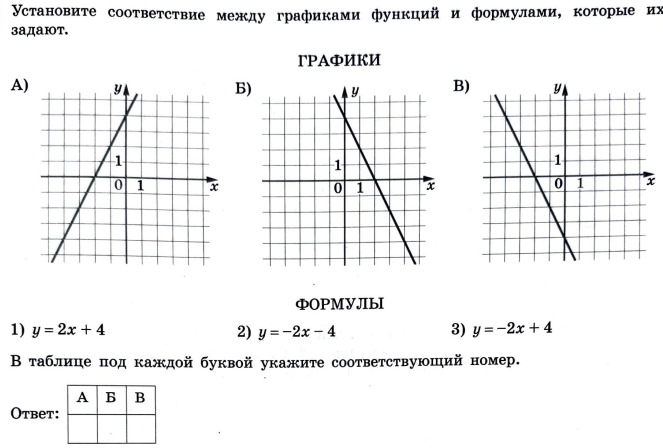 Установите соответствие между графиками функций и формулами, которые их
задают.
ГРАФИКИ
А) Б) В)
y y y
1 1 1
0 1 x 0 1 x 0 1 x
ФОРМУЛЫ
1) y = 2x + 4 2) y = −2x − 4 3) y = −2x + 4
В таблице под каждой буквой укажите соответствующий номер.
А Б В
Ответ: